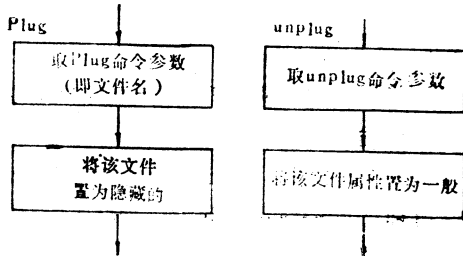 Plug
取Plug命令参数
(即文件名)
将该文件
置为隐藏的
unplug
取unplug命令参数
将该文件属性置为一般